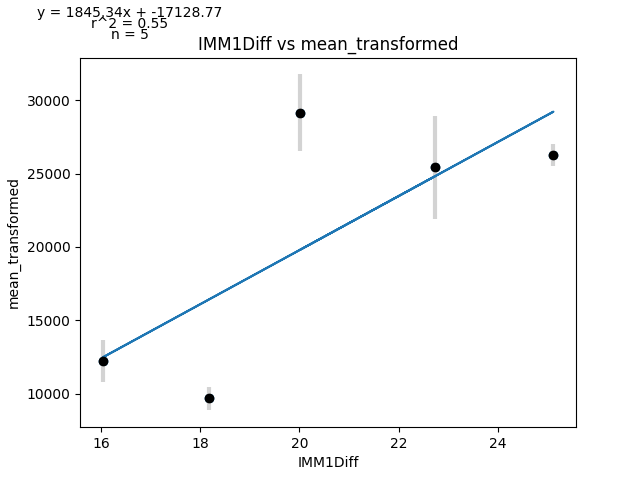 y = 1845.34x + -17128.77
r^2 = 0.55
n = 5
IMM1Diff vs mean_transformed
30000
25000
20000
15000
10000
mean_transformed
16 18 20 22 24
IMM1Diff